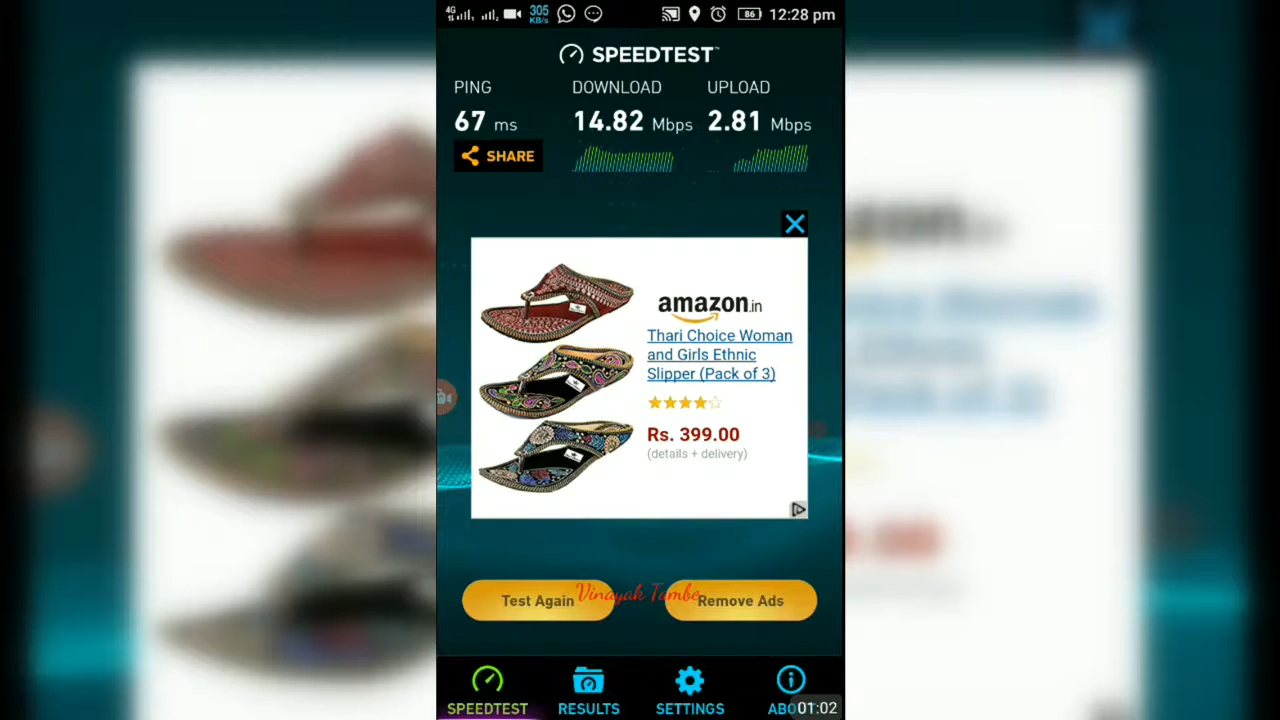 4G 305 KB/s 86 12:28 pm
SPEEDTEST™
PING DOWNLOAD UPLOAD
67 ms 14.82 Mbps 2.81 Mbps
SHARE
amazon.in
Thari Choice Woman
and Girls Ethnic
Slipper (Pack of 3)
Rs. 399.00
(details + delivery)
Vinayak Tambe
Test Again Remove Ads
SPEEDTEST RESULTS SETTINGS ABO 01:02